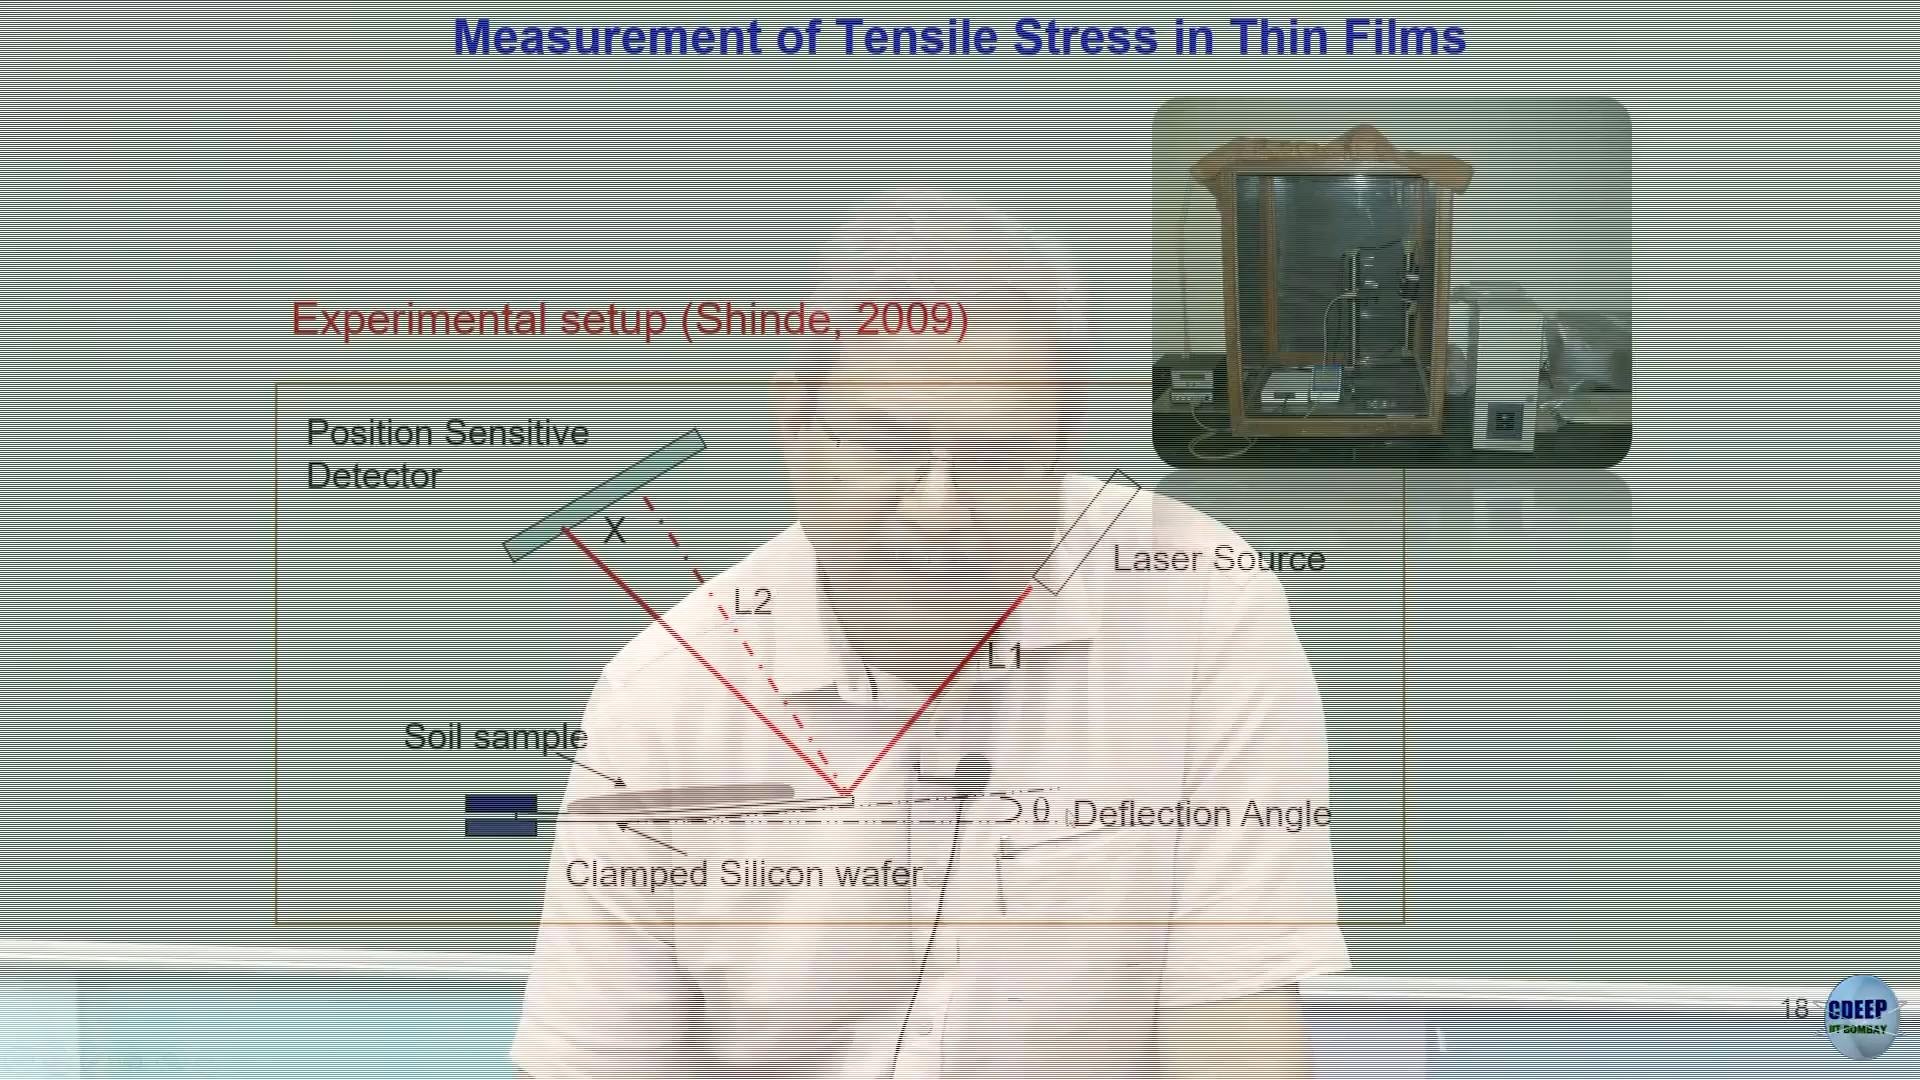 Measurement of Tensile Stress in Thin Films
Experimental setup (Shinde, 2009)
Position Sensitive
Detector
X
Laser Source
L2
L1
Soil sample
θ Deflection Angle
Clamped Silicon wafer
18
CDEEP
IIT BOMBAY